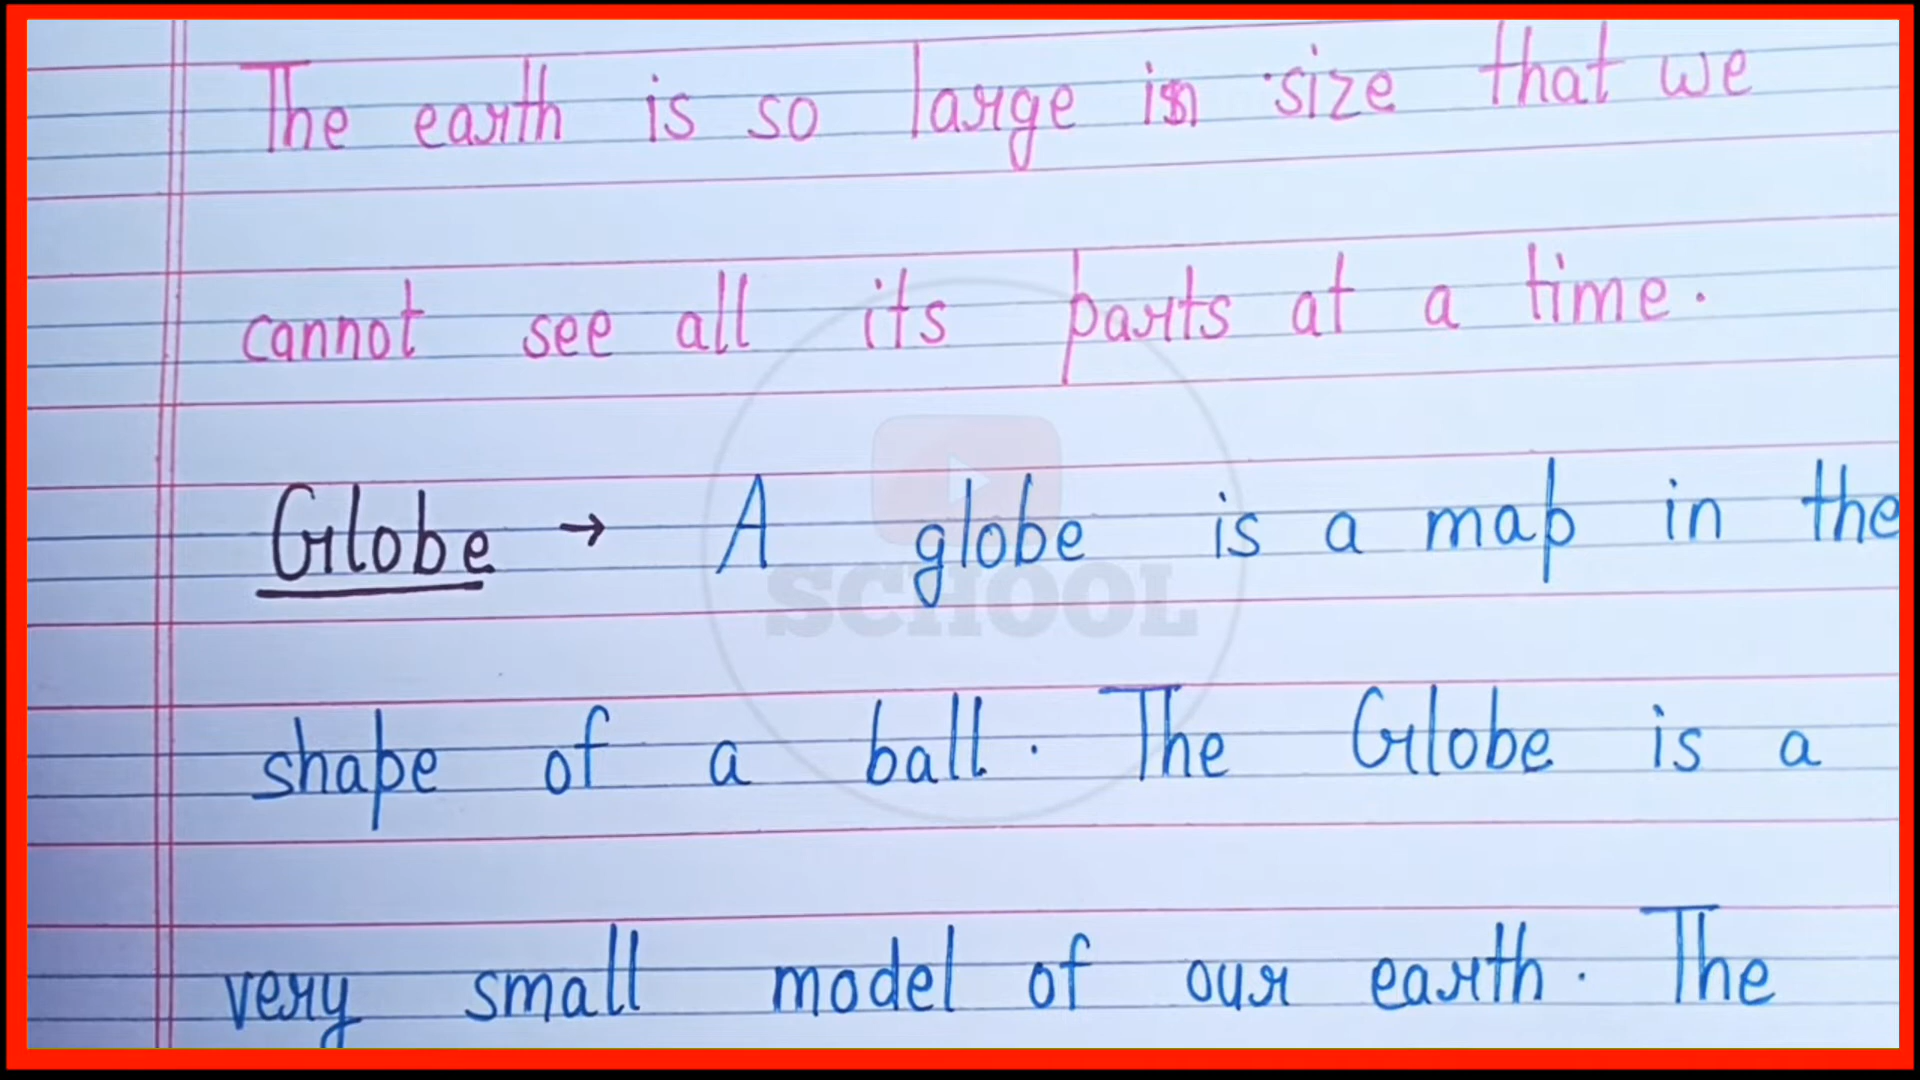 The earth is so large in size that we
cannot see all its parts at a time.
Globe → A globe is a map in the
SCHOOL
shape of a ball. The Globe is a
very small model of our earth. The